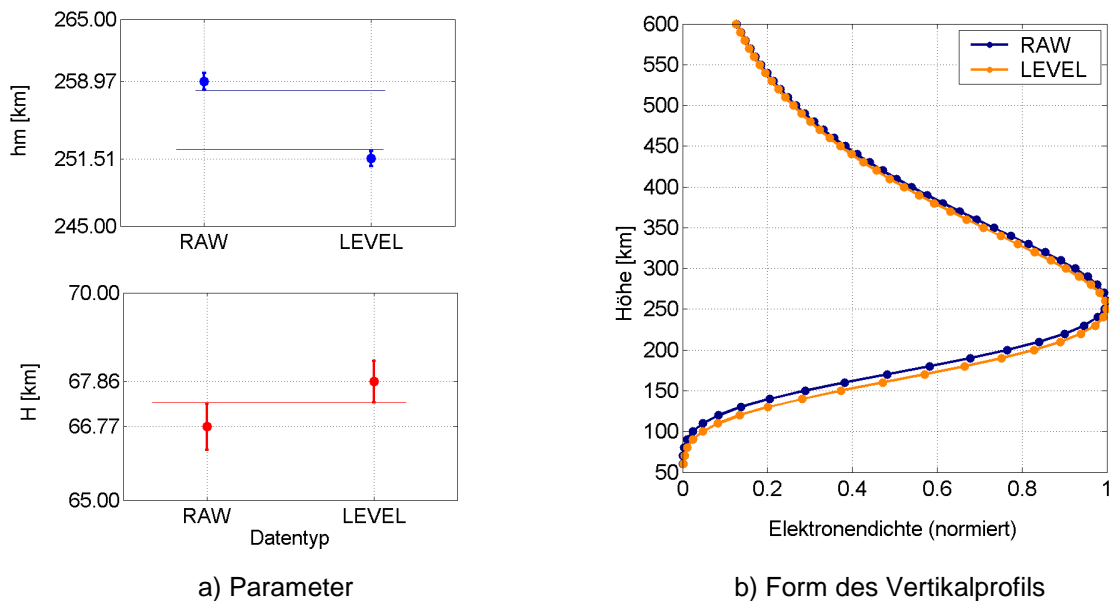 265.00
258.97
251.51
245.00
hm [km]
RAW LEVEL
70.00
67.86
66.77
65.00
H [km]
RAW LEVEL
Datentyp
a) Parameter
600
550
500
450
400
350
300
250
200
150
100
50
Höhe [km]
RAW
LEVEL
0 0.2 0.4 0.6 0.8 1
Elektronendichte (normiert)
b) Form des Vertikalprofils